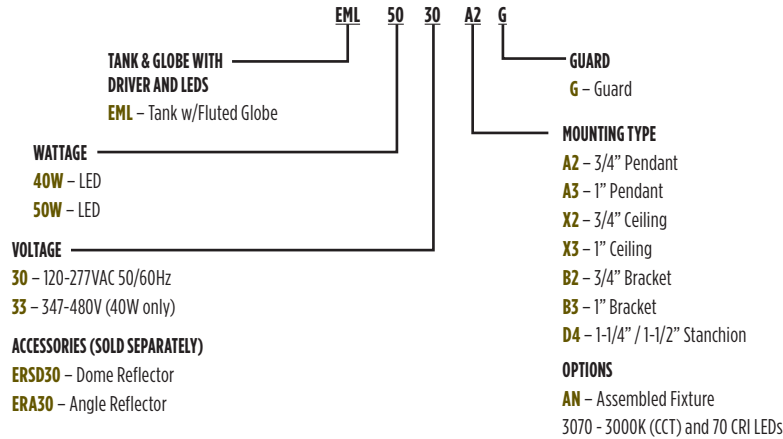 EML 50 30 A2 G
TANK & GLOBE WITH
DRIVER AND LEDS
EML – Tank w/Fluted Globe
WATTAGE
40W – LED
50W – LED
VOLTAGE
30 – 120-277VAC 50/60Hz
33 – 347-480V (40W only)
ACCESSORIES (SOLD SEPARATELY)
ERSD30 – Dome Reflector
ERA30 – Angle Reflector
GUARD
G – Guard
MOUNTING TYPE
A2 – 3/4” Pendant
A3 – 1” Pendant
X2 – 3/4” Ceiling
X3 – 1” Ceiling
B2 – 3/4” Bracket
B3 – 1” Bracket
D4 – 1-1/4” / 1-1/2” Stanchion
OPTIONS
AN – Assembled Fixture
3070 - 3000K (CCT) and 70 CRI LEDs